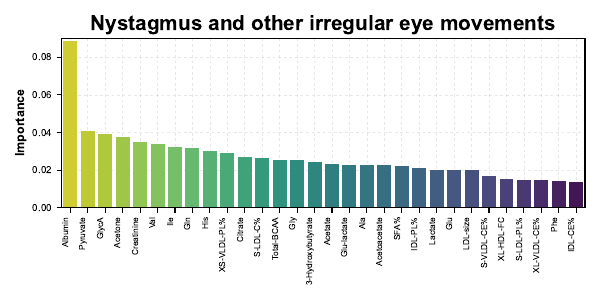 Nystagmus and other irregular eye movements
Importance
0.08
0.06
0.04
0.02
0.00
Albumin
Pyruvate
GlycA
Acetone
Creatinine
Val
Ile
Gln
His
XS-VLDL-PL%
Citrate
S-LDL-C%
Total-BCAA
Gly
3-Hydroxybutyrate
Acetate
Glu-lactate
Ala
Acetoacetate
SFA%
IDL-PL%
Lactate
Glu
LDL-size
S-VLDL-CE%
XL-HDL-FC
S-LDL-PL%
XL-VLDL-CE%
Phe
IDL-CE%